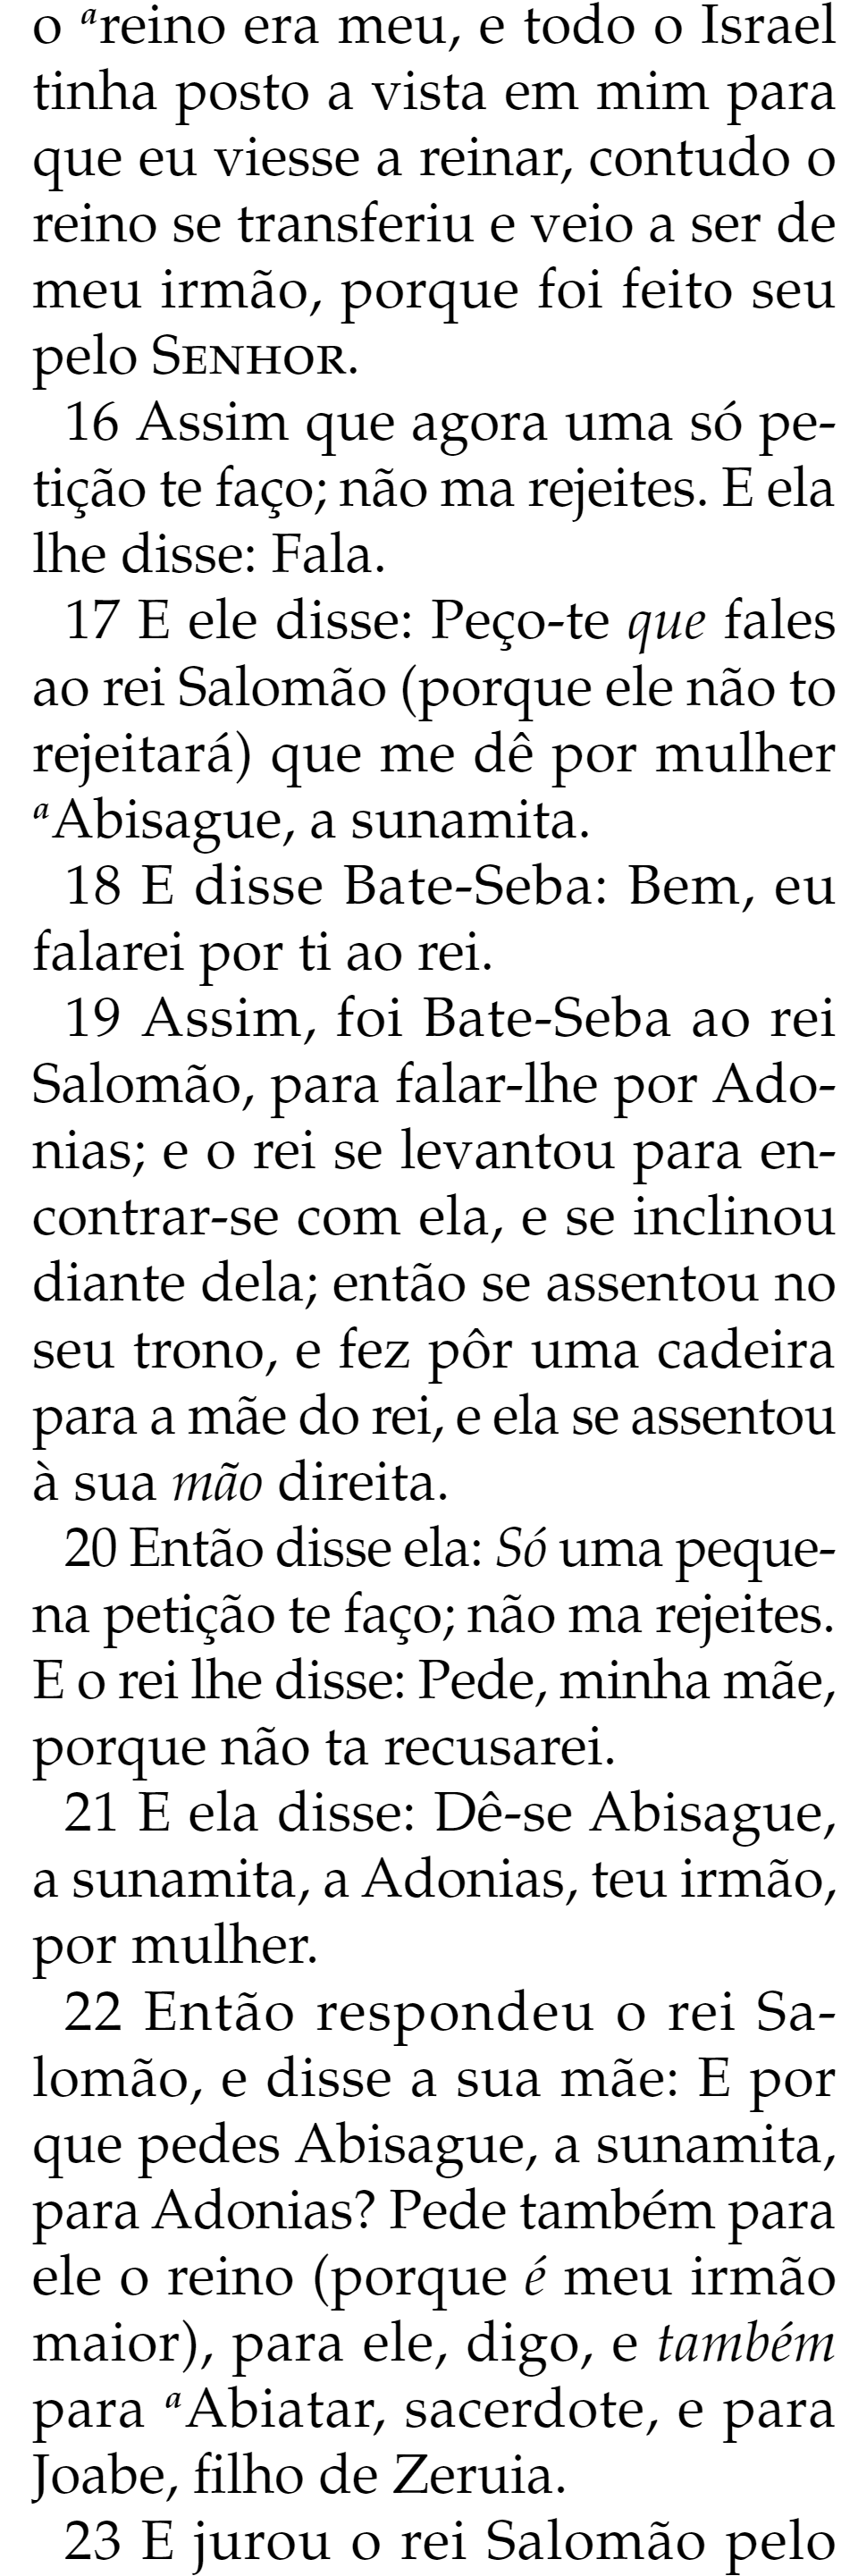 o ᵃreino era meu, e todo o Israel
tinha posto a vista em mim para
que eu viesse a reinar, contudo o
reino se transferiu e veio a ser de
meu irmão, porque foi feito seu
pelo SENHOR.
16 Assim que agora uma só pe-
tição te faço; não ma rejeites. E ela
lhe disse: Fala.
17 E ele disse: Peço-te que fales
ao rei Salomão (porque ele não to
rejeitará) que me dê por mulher
ᵃAbisague, a sunamita.
18 E disse Bate-Seba: Bem, eu
falarei por ti ao rei.
19 Assim, foi Bate-Seba ao rei
Salomão, para falar-lhe por Ado-
nias; e o rei se levantou para en-
contrar-se com ela, e se inclinou
diante dela; então se assentou no
seu trono, e fez pôr uma cadeira
para a mãe do rei, e ela se assentou
à sua mão direita.
20 Então disse ela: Só uma peque-
na petição te faço; não ma rejeites.
E o rei lhe disse: Pede, minha mãe,
porque não ta recusarei.
21 E ela disse: Dê-se Abisague,
a sunamita, a Adonias, teu irmão,
por mulher.
22 Então respondeu o rei Sa-
lomão, e disse a sua mãe: E por
que pedes Abisague, a sunamita,
para Adonias? Pede também para
ele o reino (porque é meu irmão
maior), para ele, digo, e também
para ᵃAbiatar, sacerdote, e para
Joabe, filho de Zeruia.
23 E jurou o rei Salomão pelo